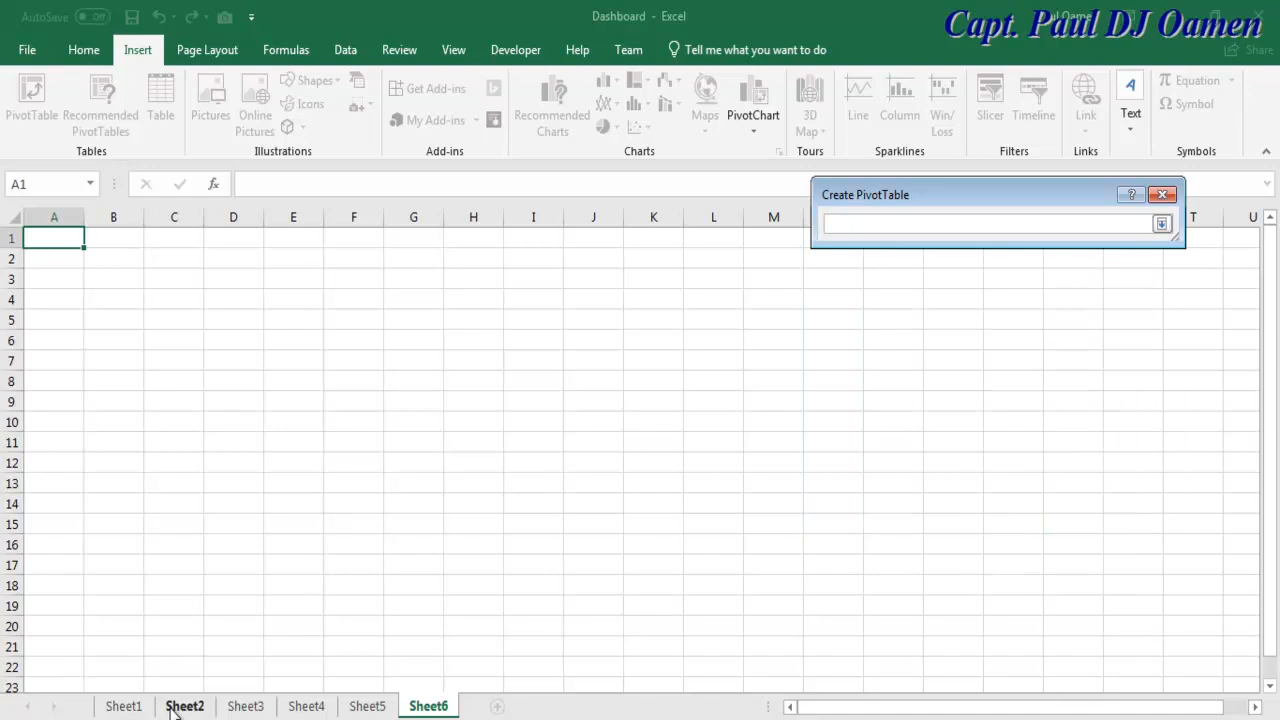 AutoSave Off
Dashboard - Excel
Capt. Paul DJ Oamen
File Home Insert Page Layout Formulas Data Review View Developer Help Team Tell me what you want to do Share
PivotTable Recommended PivotTables Table Pictures Online Pictures Shapes Icons Get Add-ins My Add-ins Recommended Charts Maps PivotChart 3D Map Line Column Win/Loss Slicer Timeline Link Text Equation Symbol
Tables Illustrations Add-ins Charts Tours Sparklines Filters Links Symbols
A1 fx
Create PivotTable
A B C D E F G H I J K L M T U
1
2
3
4
5
6
7
8
9
10
11
12
13
14
15
16
17
18
19
20
21
22
23
Sheet1 Sheet2 Sheet3 Sheet4 Sheet5 Sheet6